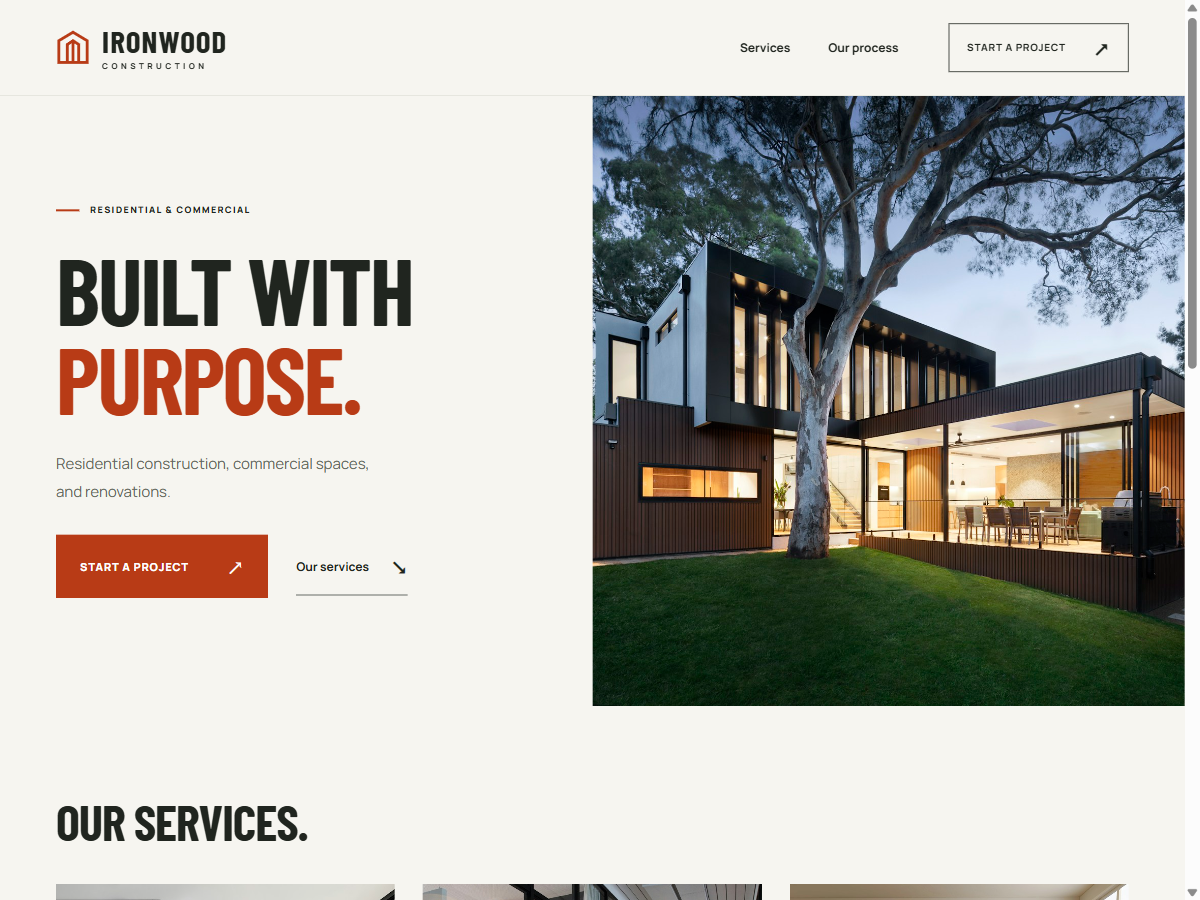 IRONWOOD
CONSTRUCTION
Services
Our process
START A PROJECT
RESIDENTIAL & COMMERCIAL
BUILT WITH
PURPOSE.
Residential construction, commercial spaces,
and renovations.
START A PROJECT
Our services
OUR SERVICES.